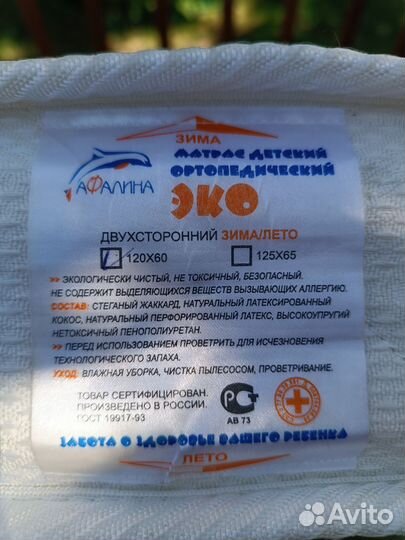 ЗИМА
АФАЛИНА
МАТРАС ДЕТСКИЙ
ОРТОПЕДИЧЕСКИЙ
ЭКО
ДВУХСТОРОННИЙ ЗИМА/ЛЕТО
120X60 125X65
>> ЭКОЛОГИЧЕСКИ ЧИСТЫЙ, НЕ ТОКСИЧНЫЙ, БЕЗОПАСНЫЙ.
НЕ СОДЕРЖИТ ВЫДЕЛЯЮЩИХСЯ ВЕЩЕСТВ ВЫЗЫВАЮЩИХ АЛЛЕРГИЮ.
СОСТАВ: СТЕГАНЫЙ ЖАККАРД, НАТУРАЛЬНЫЙ ЛАТЕКСИРОВАННЫЙ
КОКОС, НАТУРАЛЬНЫЙ ПЕРФОРИРОВАННЫЙ ЛАТЕКС, ВЫСОКОУПРУГИЙ
НЕТОКСИЧНЫЙ ПЕНОПОЛИУРЕТАН.
>> ПЕРЕД ИСПОЛЬЗОВАНИЕМ ПРОВЕТРИТЬ ДЛЯ ИСЧЕЗНОВЕНИЯ
ТЕХНОЛОГИЧЕСКОГО ЗАПАХА.
УХОД: ВЛАЖНАЯ УБОРКА, ЧИСТКА ПЫЛЕСОСОМ, ПРОВЕТРИВАНИЕ.
ТОВАР СЕРТИФИЦИРОВАН.
ПРОИЗВЕДЕНО В РОССИИ.
ГОСТ 19917-93
АВ 73
ЗАБОТА О ЗДОРОВЬЕ ВАШЕГО РЕБЕНКА
ЛЕТО
Avito